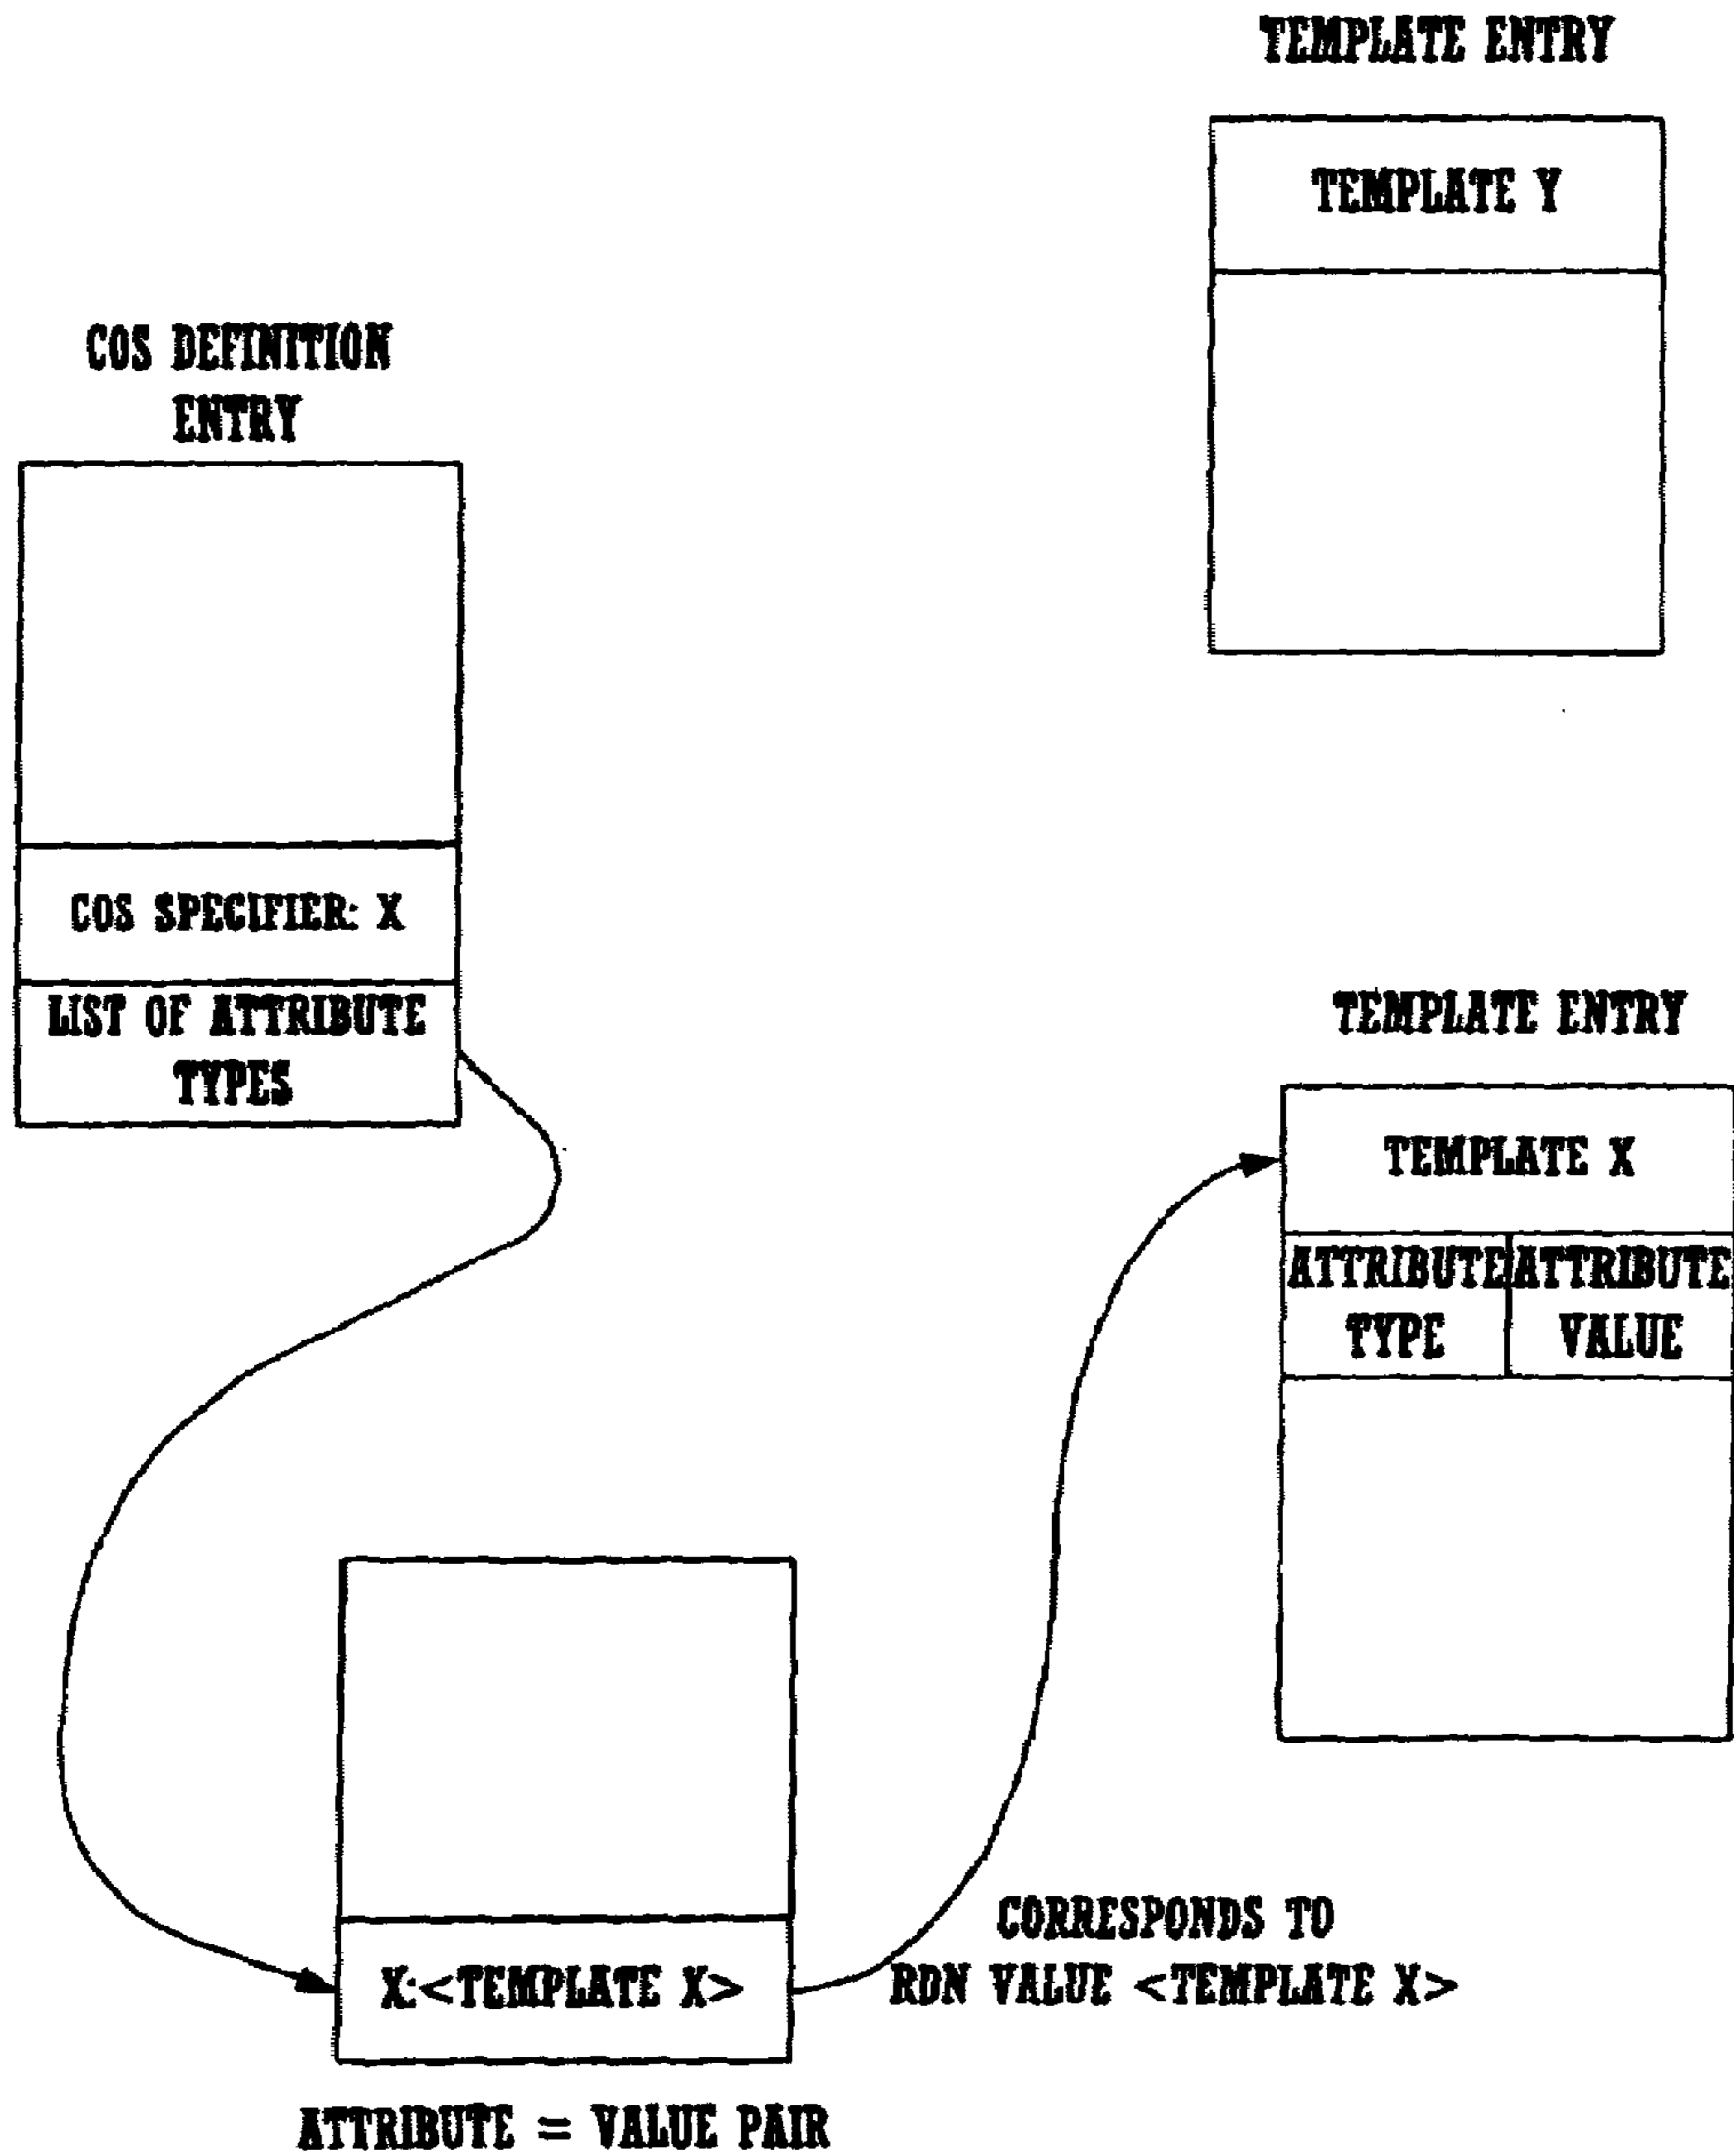 TEMPLATE ENTRY
TEMPLATE Y
COS DEFINITION
ENTRY
COS SPECIFIER: X
LIST OF ATTRIBUTE
TYPES
TEMPLATE ENTRY
TEMPLATE X
ATTRIBUTE ATTRIBUTE
TYPE VALUE
CORRESPONDS TO
RDN VALUE <TEMPLATE X>
X:<TEMPLATE X>
ATTRIBUTE = VALUE PAIR